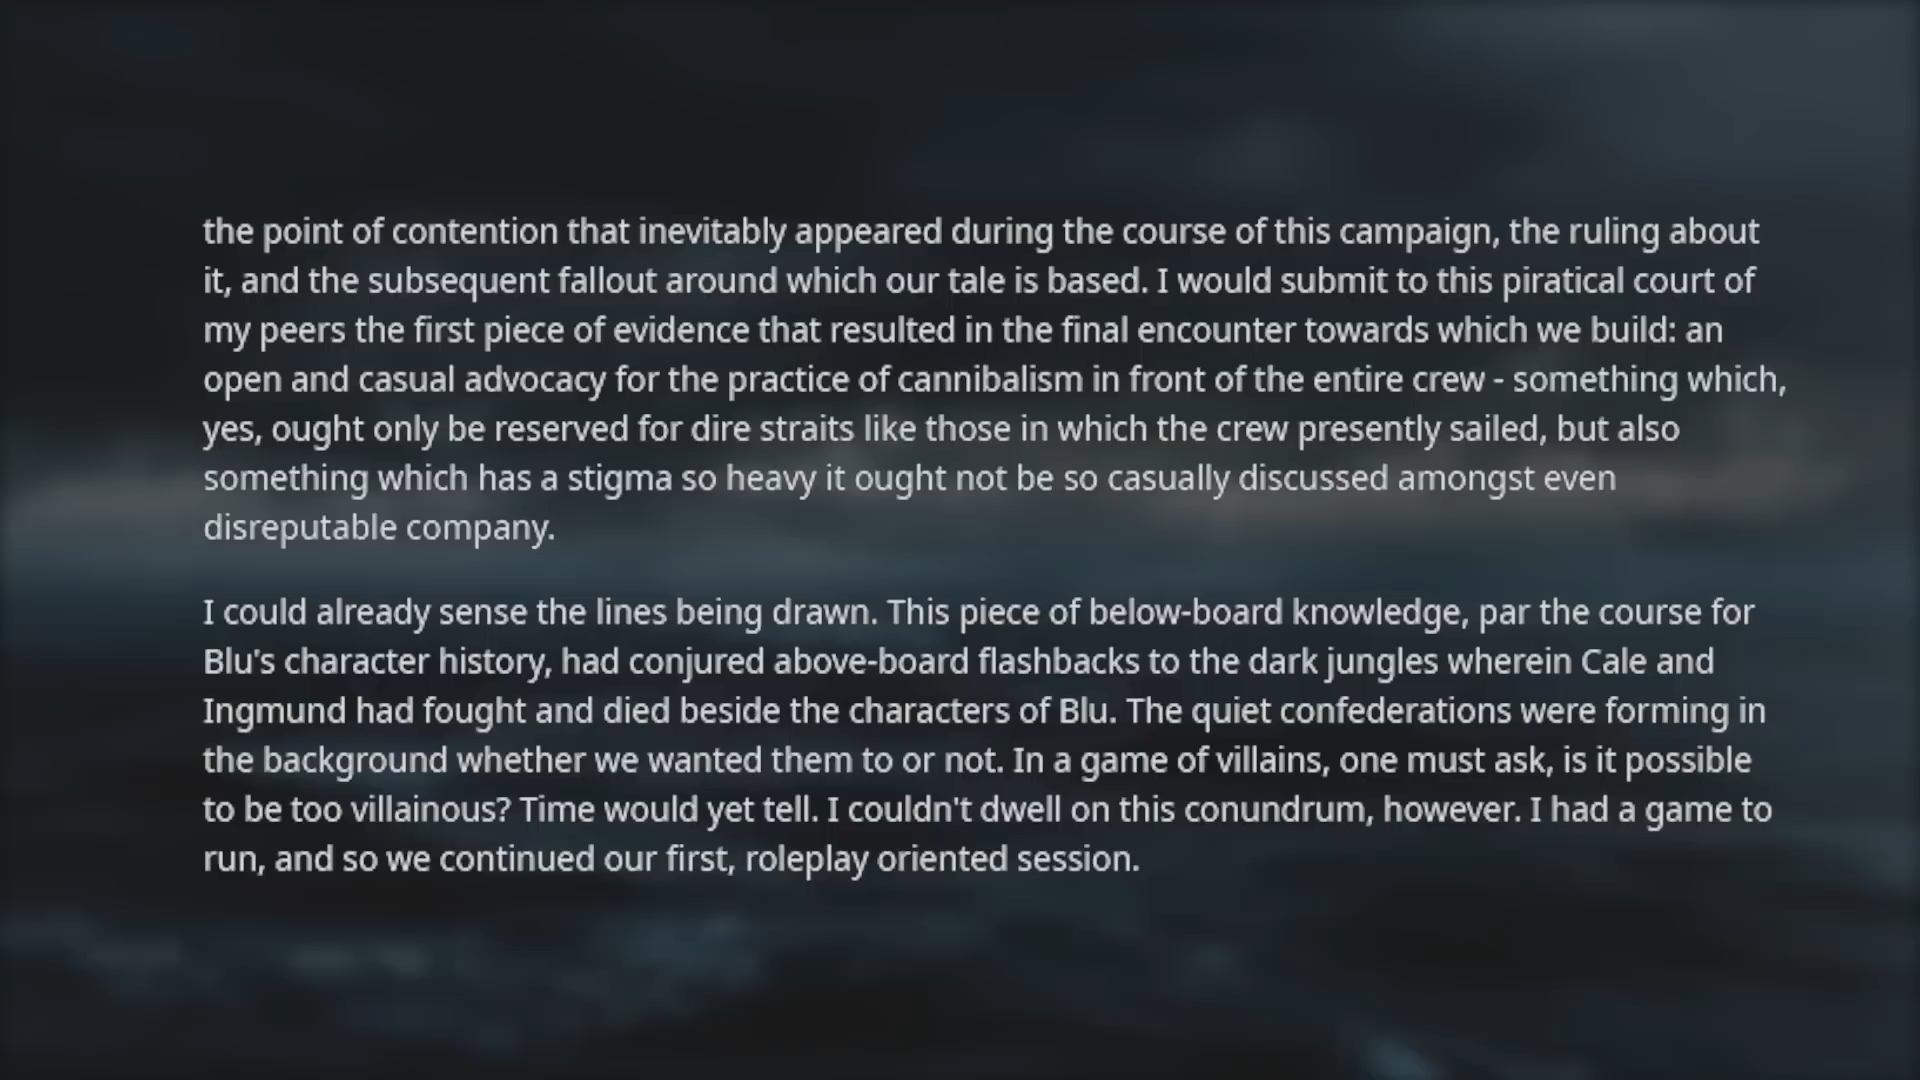 the point of contention that inevitably appeared during the course of this campaign, the ruling about
it, and the subsequent fallout around which our tale is based. I would submit to this piratical court of
my peers the first piece of evidence that resulted in the final encounter towards which we build: an
open and casual advocacy for the practice of cannibalism in front of the entire crew - something which,
yes, ought only be reserved for dire straits like those in which the crew presently sailed, but also
something which has a stigma so heavy it ought not be so casually discussed amongst even
disreputable company.
I could already sense the lines being drawn. This piece of below-board knowledge, par the course for
Blu's character history, had conjured above-board flashbacks to the dark jungles wherein Cale and
Ingmund had fought and died beside the characters of Blu. The quiet confederations were forming in
the background whether we wanted them to or not. In a game of villains, one must ask, is it possible
to be too villainous? Time would yet tell. I couldn't dwell on this conundrum, however. I had a game to
run, and so we continued our first, roleplay oriented session.